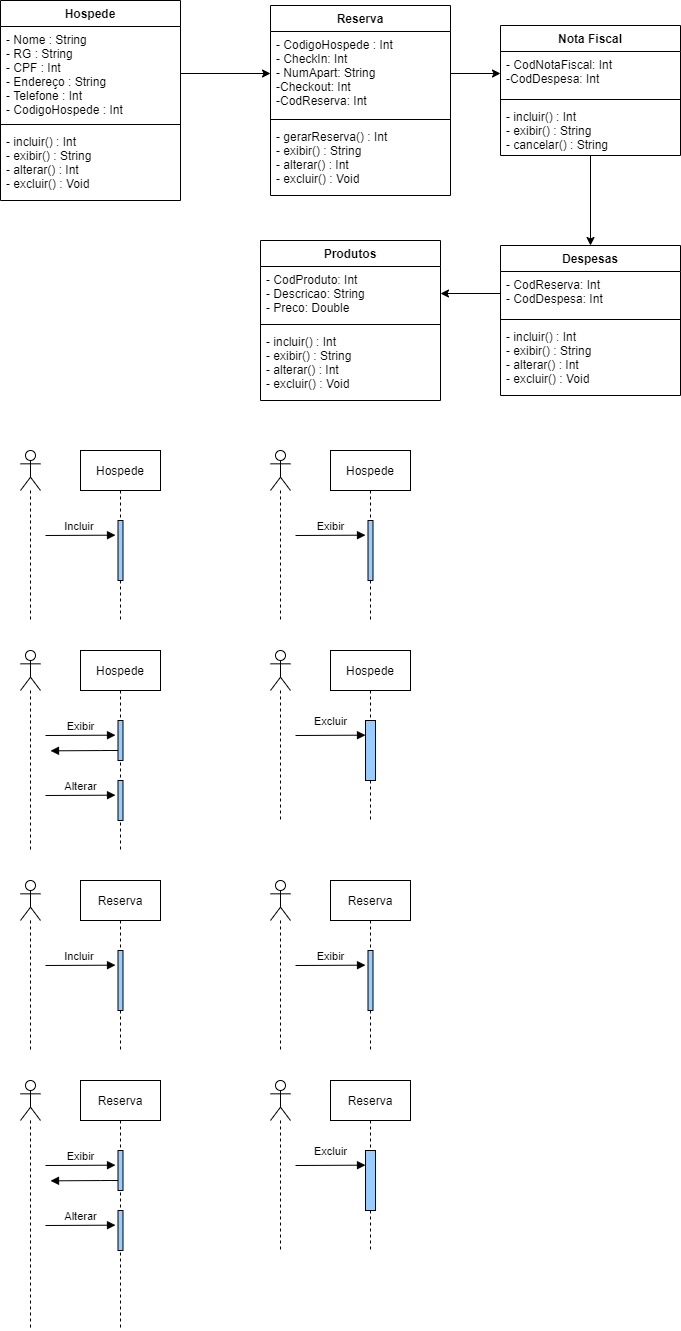 Hospede
- Nome : String
- RG : String
- CPF : Int
- Endereço : String
- Telefone : Int
- CodigoHospede : Int
- incluir() : Int
- exibir() : String
- alterar() : Int
- excluir() : Void
Reserva
- CodigoHospede : Int
- CheckIn: Int
- NumApart: String
-Checkout: Int
-CodReserva: Int
- gerarReserva() : Int
- exibir() : String
- alterar() : Int
- excluir() : Void
Nota Fiscal
- CodNotaFiscal: Int
-CodDespesa: Int
- incluir() : Int
- exibir() : String
- cancelar() : String
Produtos
- CodProduto: Int
- Descricao: String
- Preco: Double
- incluir() : Int
- exibir() : String
- alterar() : Int
- excluir() : Void
Despesas
- CodReserva: Int
- CodDespesa: Int
- incluir() : Int
- exibir() : String
- alterar() : Int
- excluir() : Void
Hospede
Incluir
Hospede
Exibir
Hospede
Exibir
Alterar
Hospede
Excluir
Reserva
Incluir
Reserva
Exibir
Reserva
Exibir
Alterar
Reserva
Excluir